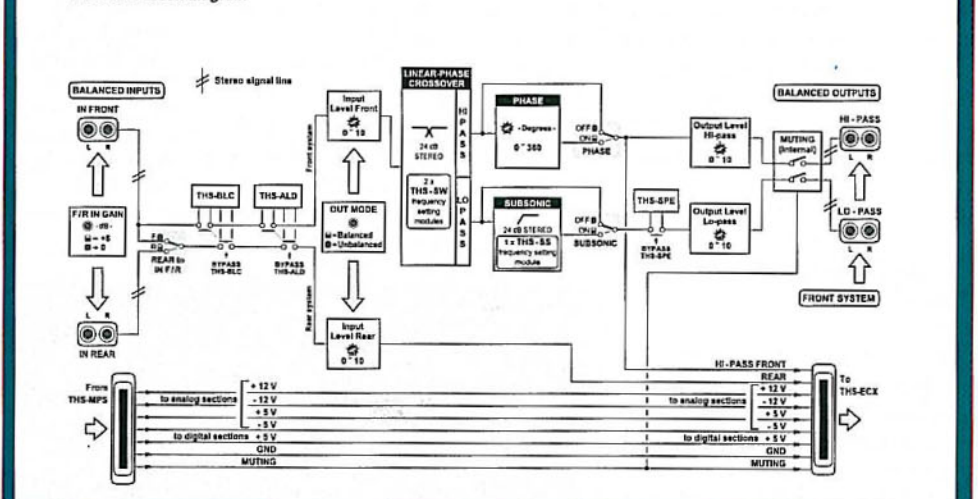 BALANCED INPUTS
Stereo signal line
IN FRONT
L R
F/R IN GAIN
- dB -
= +6
= 0
L R
IN REAR
F
R
REAR to
IN F/R
THS-BLC
BYPASS
THS-BLC
THS-ALD
BYPASS
THS-ALD
Front system
Rear system
Input
Level Front
0 ~ 10
OUT MODE
=Balanced
=Unbalanced
Input
Level Rear
0 ~ 10
LINEAR-PHASE
CROSSOVER
24 dB
STEREO
2 x
THS-SW
frequency
setting
modules
HI PASS
LO PASS
PHASE
- Degrees -
0 ~ 360
OFF
ON
PHASE
SUBSONIC
24 dB STEREO
1 x THS-SS
frequency setting
module
OFF
ON
SUBSONIC
THS-SPE
BYPASS
THS-SPE
Output Level
Hi-pass
0 ~ 10
Output Level
Lo-pass
0 ~ 10
MUTING
(Internal)
BALANCED OUTPUTS
HI - PASS
L R
LO - PASS
L R
FRONT SYSTEM
From
THS-MPS
to analog sections
+ 12 V
- 12 V
+ 5 V
- 5 V
to digital sections + 5 V
GND
MUTING
HI - PASS FRONT
REAR
to analog sections
+ 12 V
- 12 V
+ 5 V
- 5 V
to digital sections + 5 V
GND
MUTING
To
THS-ECX